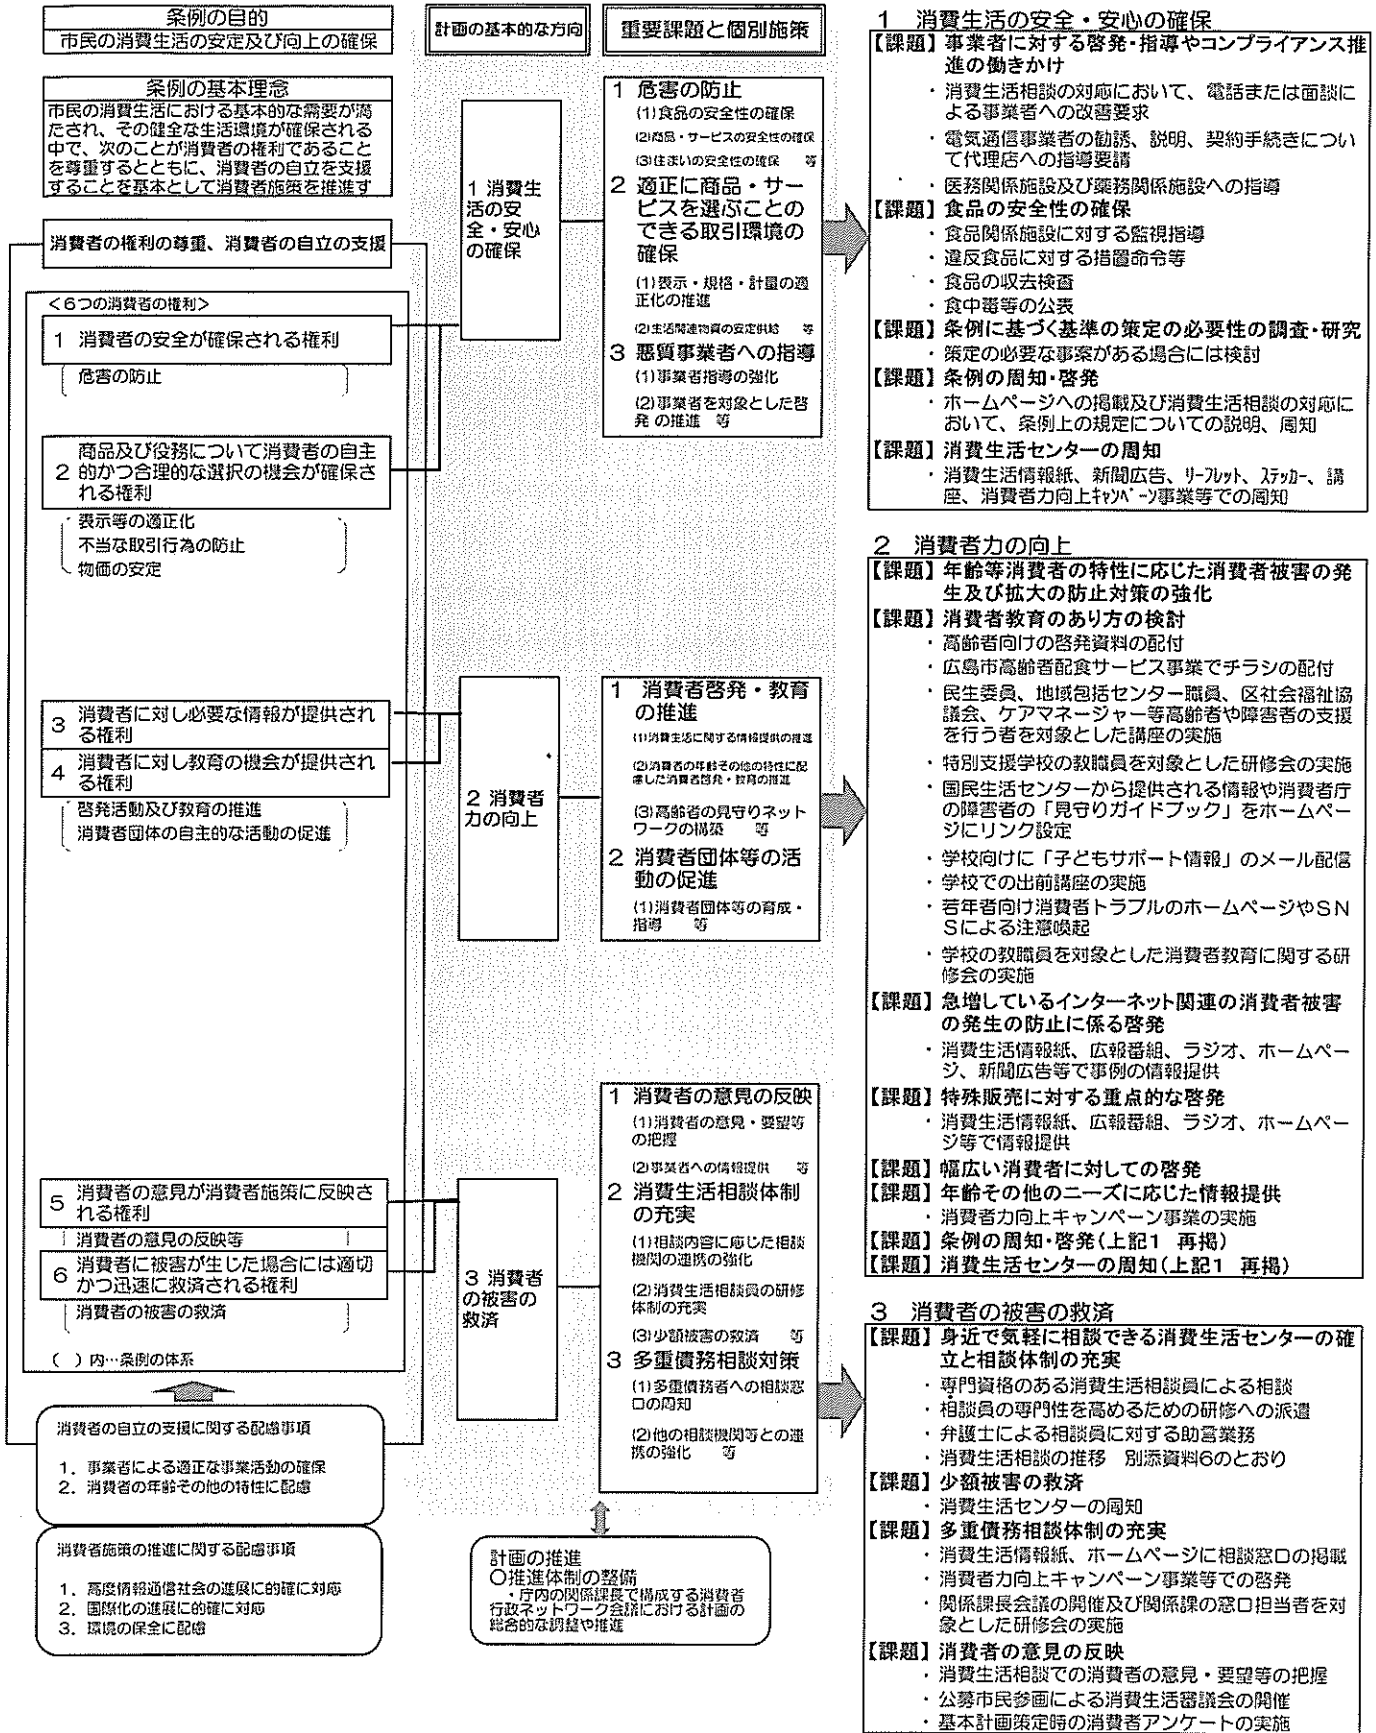 条例の目的
市民の消費生活の安定及び向上の確保
条例の基本理念
市民の消費生活における基本的な需要が満
たされ、その健全な生活環境が確保される
中で、次のことが消費者の権利であること
を尊重するとともに、消費者の自立を支援
することを基本として消費者施策を推進す
消費者の権利の尊重、消費者の自立の支援
<6つの消費者の権利>
1 消費者の安全が確保される権利
危害の防止
商品及び役務について消費者の自主
2 的かつ合理的な選択の機会が確保さ
れる権利
表示等の適正化
不当な取引行為の防止
物価の安定
3 消費者に対し必要な情報が提供され
る権利
4 消費者に対し教育の機会が提供され
る権利
啓発活動及び教育の推進
消費者団体の自主的な活動の促進
5 消費者の意見が消費者施策に反映さ
れる権利
消費者の意見の反映等
6 消費者に被害が生じた場合には適切
かつ迅速に救済される権利
消費者の被害の救済
( )内…条例の体系
消費者の自立の支援に関する配慮事項
1. 事業者による適正な事業活動の確保
2. 消費者の年齢その他の特性に配慮
消費者施策の推進に関する配慮事項
1. 高度情報通信社会の進展に的確に対応
2. 国際化の進展に的確に対応
3. 環境の保全に配慮
計画の基本的な方向
1 消費生
活の安
全・安心
の確保
2 消費者
力の向上
3 消費者
の被害の
救済
重要課題と個別施策
1 危害の防止
(1)食品の安全性の確保
(2)商品・サービスの安全性の確保
(3)住まいの安全性の確保 等
2 適正に商品・サー
ビスを選ぶことの
できる取引環境の
確保
(1)表示・規格・計量の適
正化の推進
(2)生活関連物資の安定供給 等
3 悪質事業者への指導
(1)事業者指導の強化
(2)事業者を対象とした啓
発 の推進 等
1 消費者啓発・教育
の推進
(1)消費生活に関する情報提供の推進
(2)消費者の年齢その他の特性に配
慮した消費者啓発・教育の推進
(3)高齢者の見守りネット
ワークの構築 等
2 消費者団体等の活
動の促進
(1)消費者団体等の育成・
指導 等
1 消費者の意見の反映
(1)消費者の意見・要望等
の把握
(2)事業者への情報提供 等
2 消費生活相談体制
の充実
(1)相談内容に応じた相談
機関の連携の強化
(2)消費生活相談員の研修
体制の充実
(3)少額被害の救済 等
3 多重債務相談対策
(1)多重債務者への相談窓
口の周知
(2)他の相談機関等との連
携の強化 等
計画の推進
○推進体制の整備
・庁内の関係課長で構成する消費者
行政ネットワーク会議における計画の
総合的な調整や推進
1 消費生活の安全・安心の確保
【課題】事業者に対する啓発・指導やコンプライアンス推
進の働きかけ
・消費生活相談の対応において、電話または面談に
よる事業者への改善要求
・電気通信事業者の勧誘、説明、契約手続きについ
て代理店への指導要請
・医務関係施設及び薬務関係施設への指導
【課題】食品の安全性の確保
・食品関係施設に対する監視指導
・違反食品に対する措置命令等
・食品の収去検査
・食中毒等の公表
【課題】条例に基づく基準の策定の必要性の調査・研究
・策定の必要な事案がある場合には検討
【課題】条例の周知・啓発
・ホームページへの掲載及び消費生活相談の対応に
おいて、条例上の規定についての説明、周知
【課題】消費生活センターの周知
・消費生活情報紙、新聞広告、リーフレット、ステッカー、講
座、消費者力向上キャンペーン事業等での周知
2 消費者力の向上
【課題】年齢等消費者の特性に応じた消費者被害の発
生及び拡大の防止対策の強化
【課題】消費者教育のあり方の検討
・高齢者向けの啓発資料の配付
・広島市高齢者配食サービス事業でチラシの配付
・民生委員、地域包括センター職員、区社会福祉協
議会、ケアマネージャー等高齢者や障害者の支援
を行う者を対象とした講座の実施
・特別支援学校の教職員を対象とした研修会の実施
・国民生活センターから提供される情報や消費者庁
の障害者の「見守りガイドブック」をホームペー
ジにリンク設定
・学校向けに「子どもサポート情報」のメール配信
・学校での出前講座の実施
・若年者向け消費者トラブルのホームページやSN
Sによる注意喚起
・学校の教職員を対象とした消費者教育に関する研
修会の実施
【課題】急増しているインターネット関連の消費者被害
の発生の防止に係る啓発
・消費生活情報紙、広報番組、ラジオ、ホームペー
ジ、新聞広告等で事例の情報提供
【課題】特殊販売に対する重点的な啓発
・消費生活情報紙、広報番組、ラジオ、ホームペー
ジ等で情報提供
【課題】幅広い消費者に対しての啓発
【課題】年齢その他のニーズに応じた情報提供
・消費者力向上キャンペーン事業の実施
【課題】条例の周知・啓発(上記1 再掲)
【課題】消費生活センターの周知(上記1 再掲)
3 消費者の被害の救済
【課題】身近で気軽に相談できる消費生活センターの確
立と相談体制の充実
・専門資格のある消費生活相談員による相談
・相談員の専門性を高めるための研修への派遣
・弁護士による相談員に対する助言業務
・消費生活相談の推移 別添資料6のとおり
【課題】少額被害の救済
・消費生活センターの周知
【課題】多重債務相談体制の充実
・消費生活情報紙、ホームページに相談窓口の掲載
・消費者力向上キャンペーン事業等での啓発
・関係課長会議の開催及び関係課の窓口担当者を対
象とした研修会の実施
【課題】消費者の意見の反映
・消費生活相談での消費者の意見・要望等の把握
・公募市民参画による消費生活審議会の開催
・基本計画策定時の消費者アンケートの実施